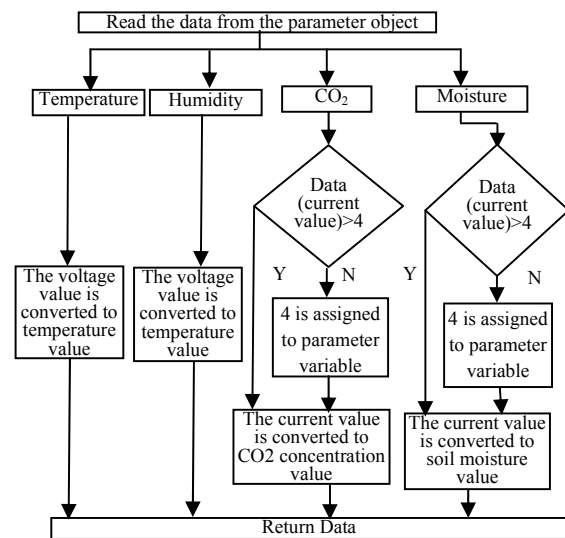 Read the data from the parameter object
Temperature
Humidity
CO₂
Moisture
Data
(current
value)>4
Data
(current
value)>4
Y
N
Y
N
The voltage
value is
converted to
temperature
value
The voltage
value is
converted to
temperature
value
4 is assigned
to parameter
variable
4 is assigned
to parameter
variable
The current value
is converted to
CO2 concentration
value
The current value
is converted to
soil moisture
value
Return Data